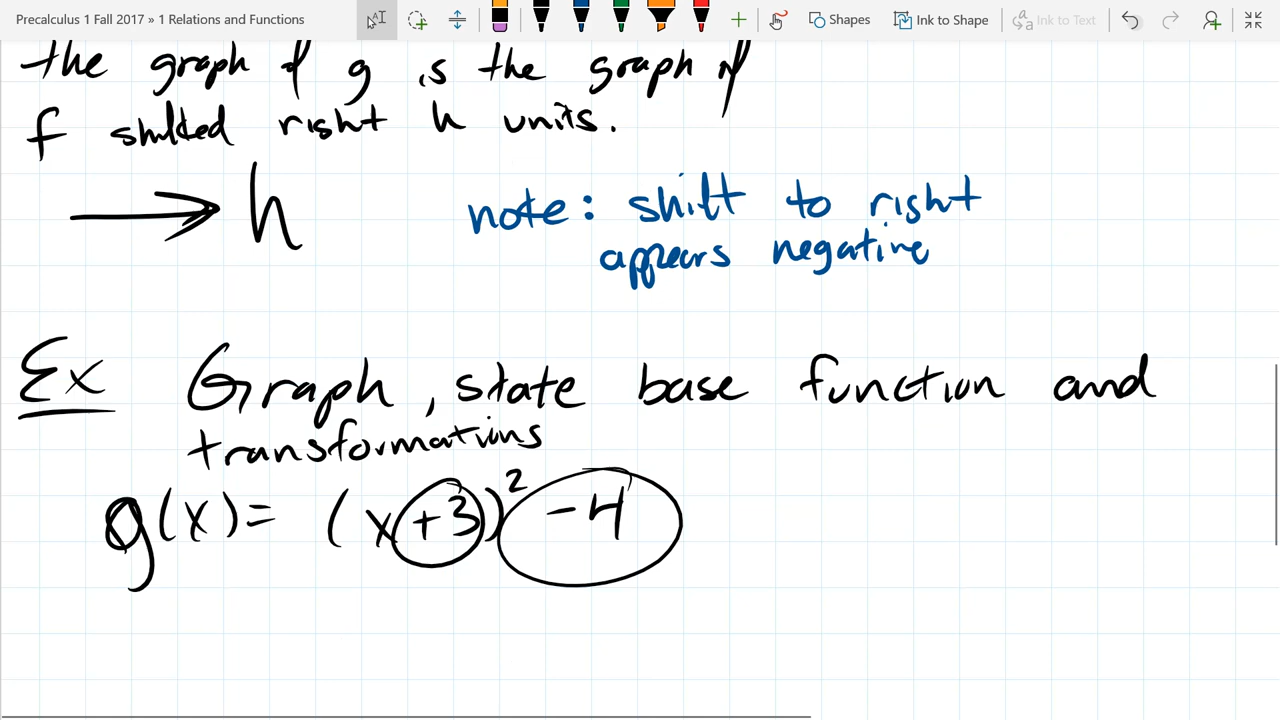 Precalculus 1 Fall 2017 » 1 Relations and Functions
Shapes
Ink to Shape
Ink to Text
the graph of g is the graph of
f shifted right h units.
h
note: shift to right
appears negative
Ex Graph, state base function and
transformations
g(x) = (x+3)² -4